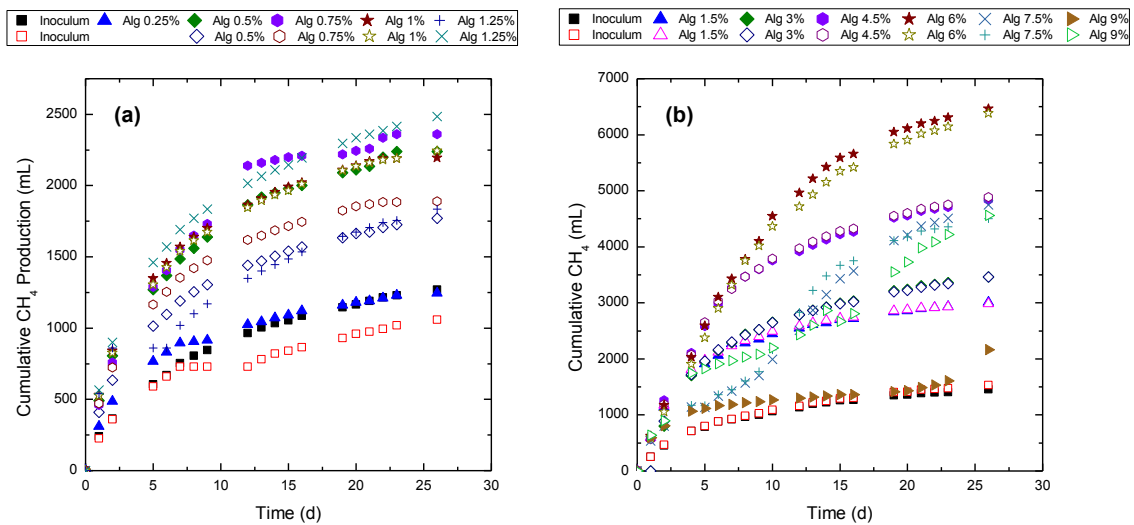 Inoculum Alg 0.25% Alg 0.5% Alg 0.75% Alg 1% Alg 1.25%
Inoculum Alg 0.5% Alg 0.75% Alg 1% Alg 1.25%
(a)
Cumulative CH4 Production (mL)
2500
2000
1500
1000
500
0
0 5 10 15 20 25 30
Time (d)
Inoculum Alg 1.5% Alg 3% Alg 4.5% Alg 6% Alg 7.5% Alg 9%
Inoculum Alg 1.5% Alg 3% Alg 4.5% Alg 6% Alg 7.5% Alg 9%
(b)
Cumulative CH4 (mL)
7000
6000
5000
4000
3000
2000
1000
0
0 5 10 15 20 25 30
Time (d)